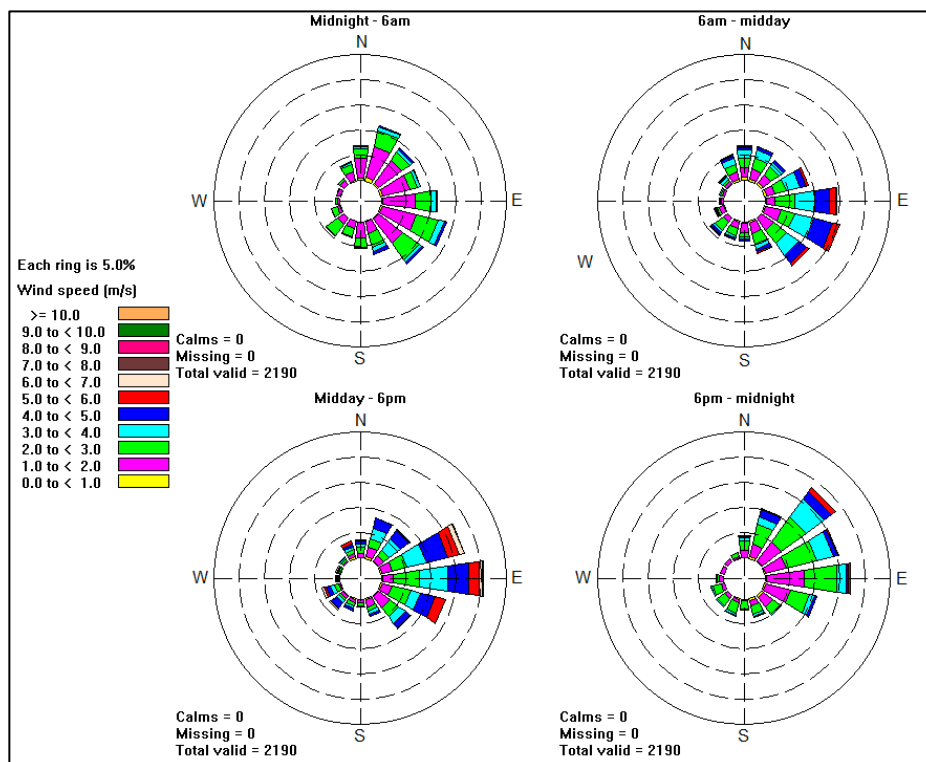 Midnight - 6am
N
W
E
S
Calms = 0
Missing = 0
Total valid = 2190
6am - midday
N
W
E
S
Calms = 0
Missing = 0
Total valid = 2190
Each ring is 5.0%
Wind speed (m/s)
>= 10.0
9.0 to < 10.0
8.0 to < 9.0
7.0 to < 8.0
6.0 to < 7.0
5.0 to < 6.0
4.0 to < 5.0
3.0 to < 4.0
2.0 to < 3.0
1.0 to < 2.0
0.0 to < 1.0
Midday - 6pm
N
W
E
S
Calms = 0
Missing = 0
Total valid = 2190
6pm - midnight
N
W
E
S
Calms = 0
Missing = 0
Total valid = 2190